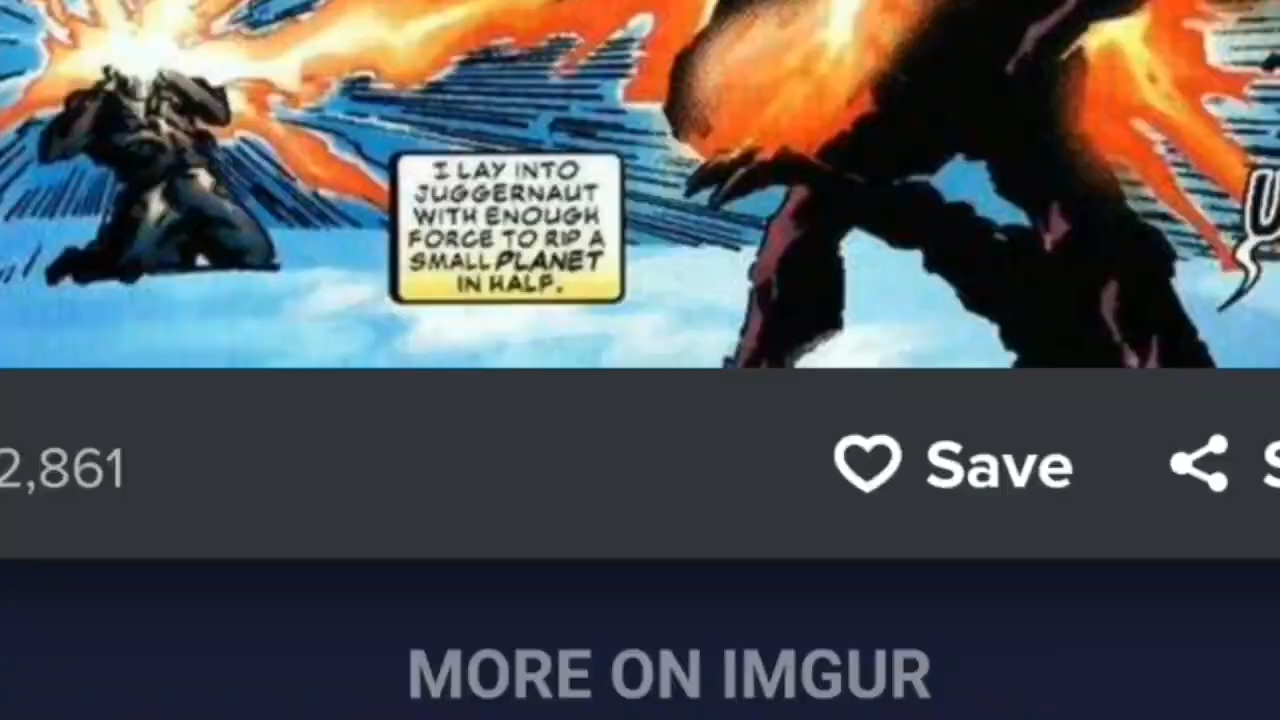 I LAY INTO
JUGGERNAUT
WITH ENOUGH
FORCE TO RIP A
SMALL PLANET
IN HALF.
2,861
Save
MORE ON IMGUR